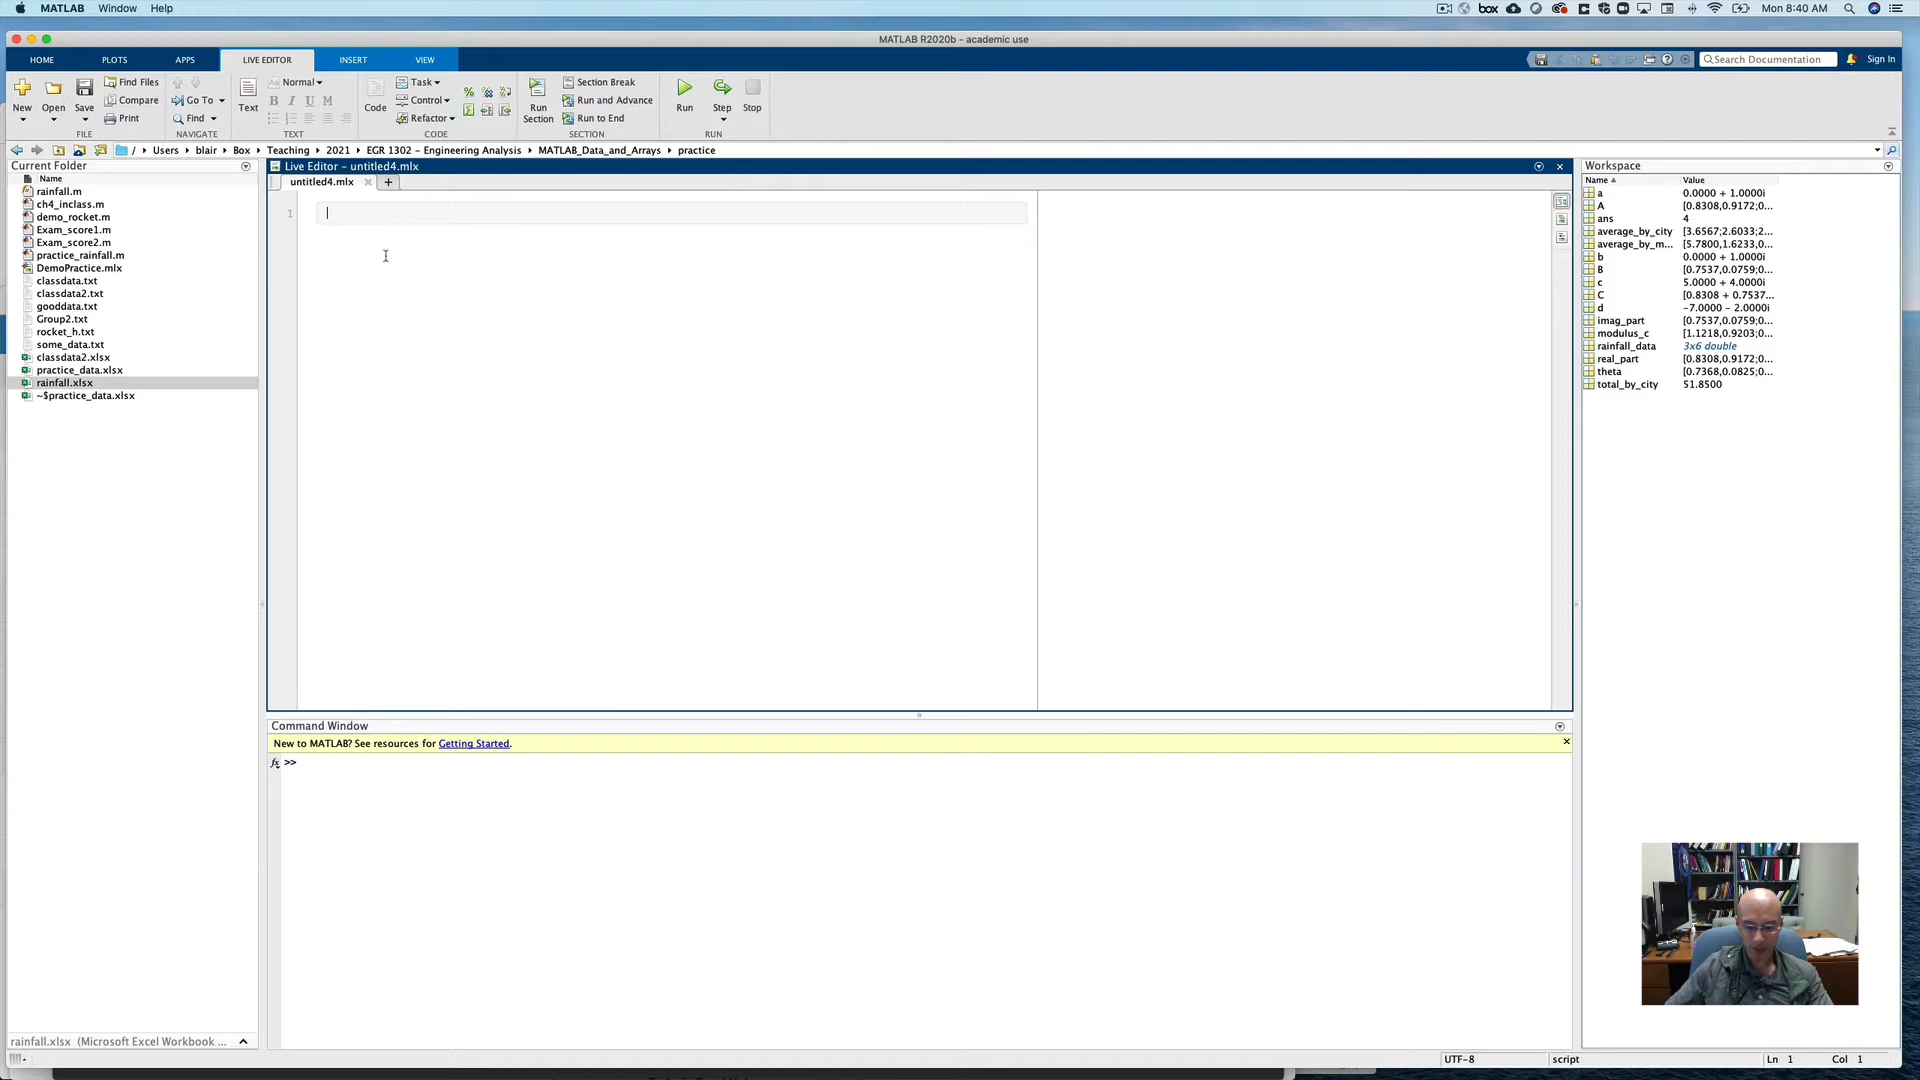 MATLAB Window Help
box
Mon 8:40 AM
MATLAB R2020b - academic use
HOME PLOTS APPS LIVE EDITOR INSERT VIEW
Search Documentation
Sign In
New Open Save
Find Files
Compare
Print
FILE
Go To
Find
NAVIGATE
Text
Aa Normal
B I U M
TEXT
Code
Task
Control
Refactor
CODE
Run Section
Section Break
Run and Advance
Run to End
SECTION
Run Step Stop
RUN
/ Users blair Box Teaching 2021 EGR 1302 - Engineering Analysis MATLAB_Data_and_Arrays practice
Current Folder
Name
rainfall.m
ch4_inclass.m
demo_rocket.m
Exam_score1.m
Exam_score2.m
practice_rainfall.m
DemoPractice.mlx
classdata.txt
classdata2.txt
gooddata.txt
Group2.txt
rocket_h.txt
some_data.txt
classdata2.xlsx
practice_data.xlsx
rainfall.xlsx
~$practice_data.xlsx
rainfall.xlsx (Microsoft Excel Workbook ...
Live Editor - untitled4.mlx
untitled4.mlx
1
Command Window
New to MATLAB? See resources for Getting Started.
fx >>
Workspace
Name Value
a 0.0000 + 1.0000i
A [0.8308,0.9172;0...
ans 4
average_by_city [3.6567;2.6033;2...
average_by_m... [5.7800,1.6233,0...
b 0.0000 + 1.0000i
B [0.7537,0.0759;0...
c 5.0000 + 4.0000i
C [0.8308 + 0.7537...
d -7.0000 - 2.0000i
imag_part [0.7537,0.0759;0...
modulus_c [1.1218,0.9203;0...
rainfall_data 3x6 double
real_part [0.8308,0.9172;0...
theta [0.7368,0.0825;0...
total_by_city 51.8500
UTF-8 script Ln 1 Col 1